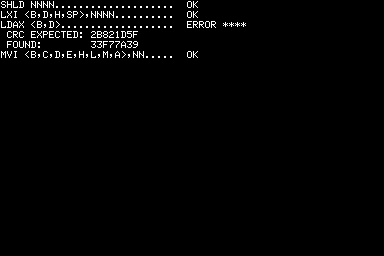 SHLD NNNN....................  OK
LXI <B,D,H,SP>,NNNN..........  OK
LDAX <B,D>...................  ERROR ****
 CRC EXPECTED: 2B821D5F
 FOUND:        33F77A39
MVI <B,C,D,E,H,L,M,A>,NN.....  OK